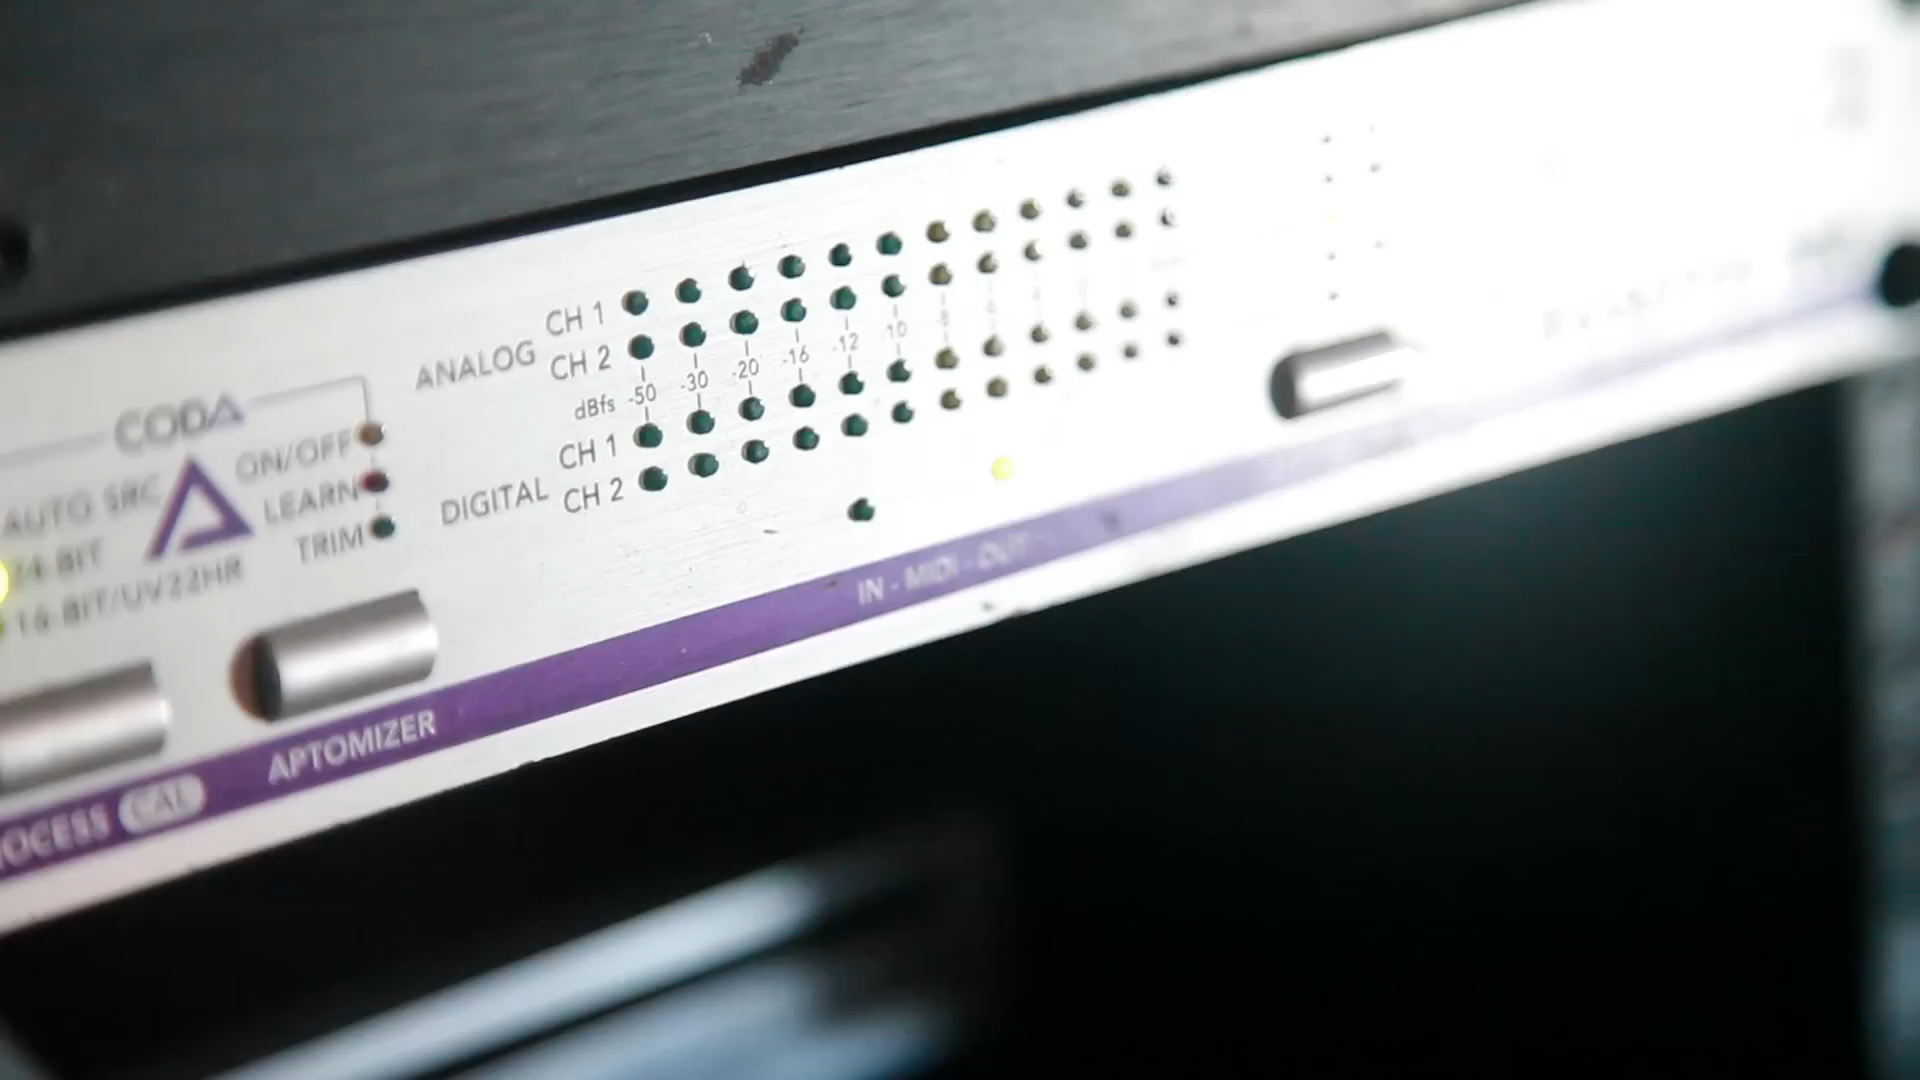 CODA
AUTO SRC
24-BIT
16-BIT/UV22HR
ON/OFF
LEARN
TRIM
ANALOG
CH 1
CH 2
dBfs -50 -30 -20 -16 -12 -10
DIGITAL
CH 1
CH 2
IN - MIDI - OUT
APTOMIZER
OCESS CAL